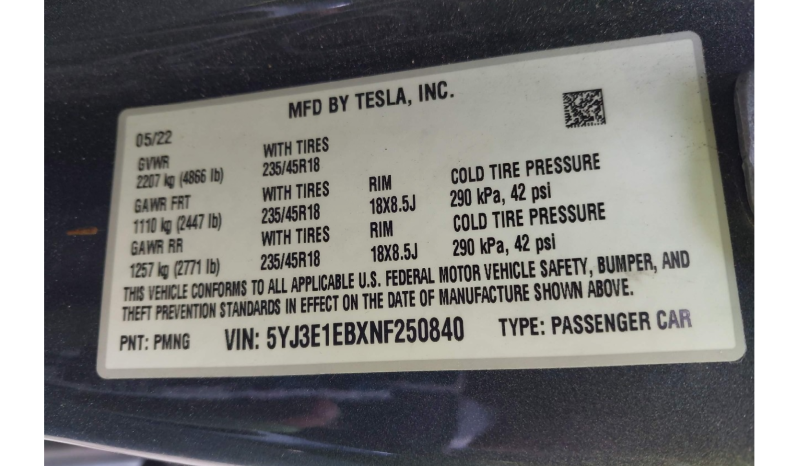 MFD BY TESLA, INC.
05/22
GVWR WITH TIRES
2207 kg (4866 lb) 235/45R18
GAWR FRT WITH TIRES RIM COLD TIRE PRESSURE
1110 kg (2447 lb) 235/45R18 18X8.5J 290 kPa, 42 psi
GAWR RR WITH TIRES RIM COLD TIRE PRESSURE
1257 kg (2771 lb) 235/45R18 18X8.5J 290 kPa, 42 psi
THIS VEHICLE CONFORMS TO ALL APPLICABLE U.S. FEDERAL MOTOR VEHICLE SAFETY, BUMPER, AND
THEFT PREVENTION STANDARDS IN EFFECT ON THE DATE OF MANUFACTURE SHOWN ABOVE.
PNT: PMNG VIN: 5YJ3E1EBXNF250840 TYPE: PASSENGER CAR